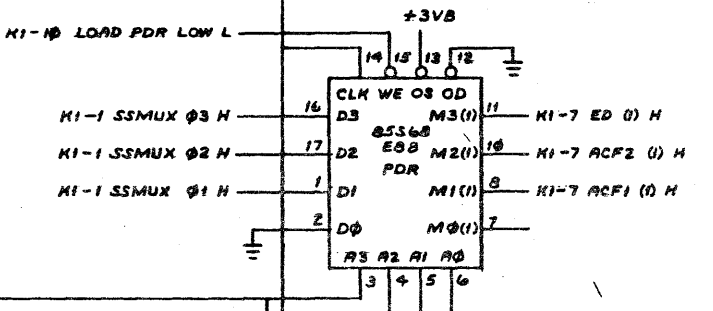 +3VB
K1-1Ø LOAD PDR LOW L
14 15 13 12
CLK WE OS OD
K1-1 SSMUX Ø3 H 16 D3 M3(1) 11 K1-7 ED (1) H
85S68
K1-1 SSMUX Ø2 H 17 D2 E88 M2(1) 1Ø K1-7 ACF2 (1) H
PDR
K1-1 SSMUX Ø1 H 1 D1 M1(1) 8 K1-7 ACF1 (1) H
2 DØ MØ(1) 7
A3 A2 A1 AØ
3 4 5 6